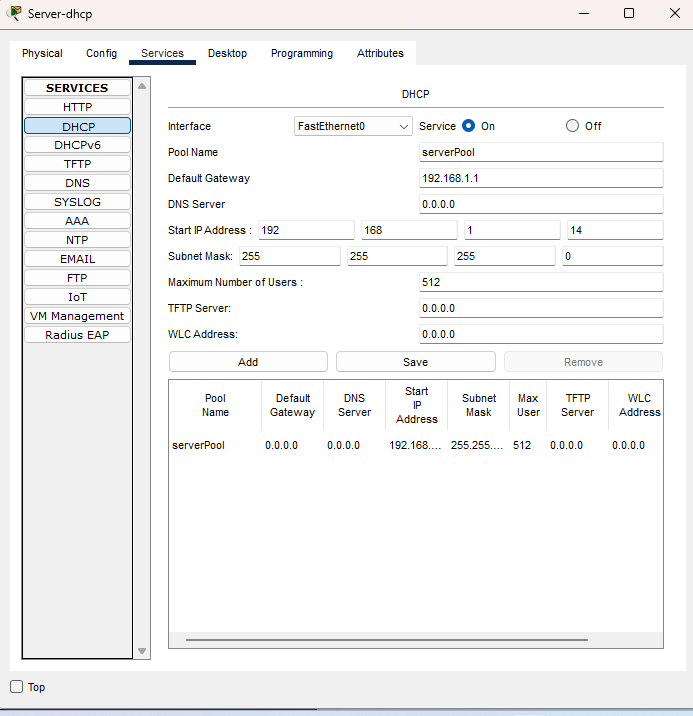 Server-dhcp
Physical Config Services Desktop Programming Attributes
SERVICES
HTTP
DHCP
DHCPv6
TFTP
DNS
SYSLOG
AAA
NTP
EMAIL
FTP
IoT
VM Management
Radius EAP
DHCP
Interface FastEthernet0 Service On Off
Pool Name serverPool
Default Gateway 192.168.1.1
DNS Server 0.0.0.0
Start IP Address : 192 168 1 14
Subnet Mask: 255 255 255 0
Maximum Number of Users : 512
TFTP Server: 0.0.0.0
WLC Address: 0.0.0.0
Add Save Remove
Pool Name Default Gateway DNS Server Start IP Address Subnet Mask Max User TFTP Server WLC Address
serverPool 0.0.0.0 0.0.0.0 192.168.... 255.255.... 512 0.0.0.0 0.0.0.0
Top